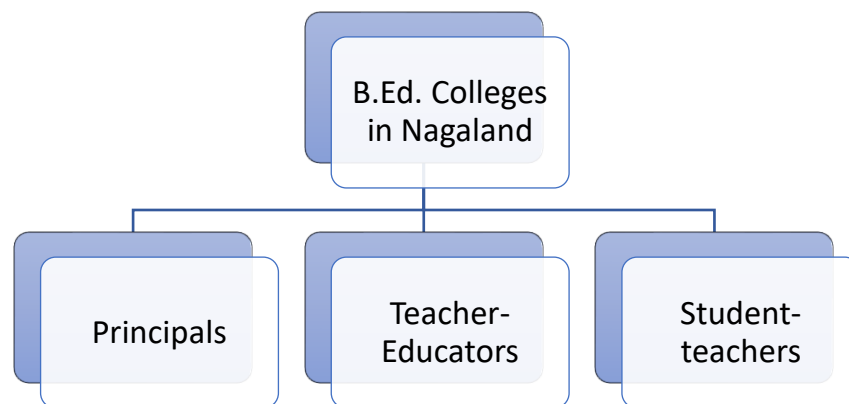 B.Ed. Colleges
in Nagaland
Principals
Teacher-
Educators
Student-
teachers